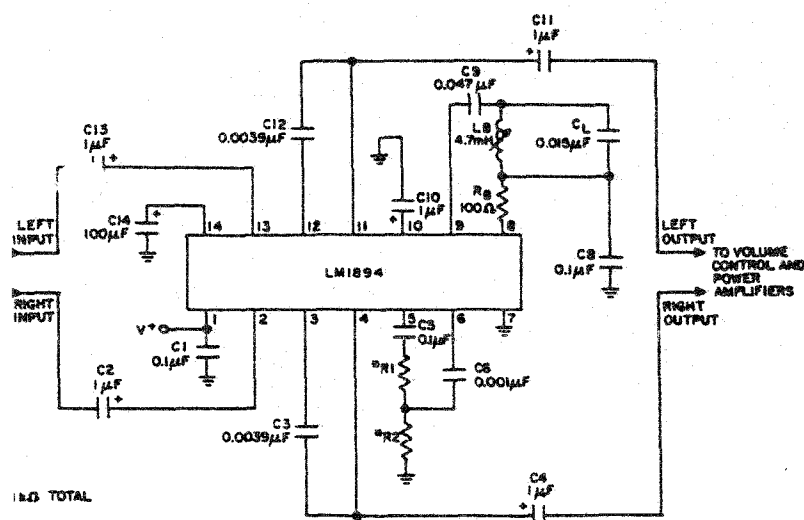 C11
1µF
C9
0.047µF
C13
1µF
C12
0.0039µF
L8
4.7mH
CL
0.015µF
C10
1µF
R8
100Ω
C14
100µF
LEFT
INPUT
14
13
12
11
10
9
8
C8
0.1µF
LEFT
OUTPUT
TO VOLUME
CONTROL AND
POWER
AMPLIFIERS
LM1894
RIGHT
INPUT
RIGHT
OUTPUT
1
2
3
4
5
6
7
V+
C1
0.1µF
C5
0.1µF
*R1
C6
0.001µF
C2
1µF
C3
0.0039µF
*R2
C4
1µF
1kΩ TOTAL